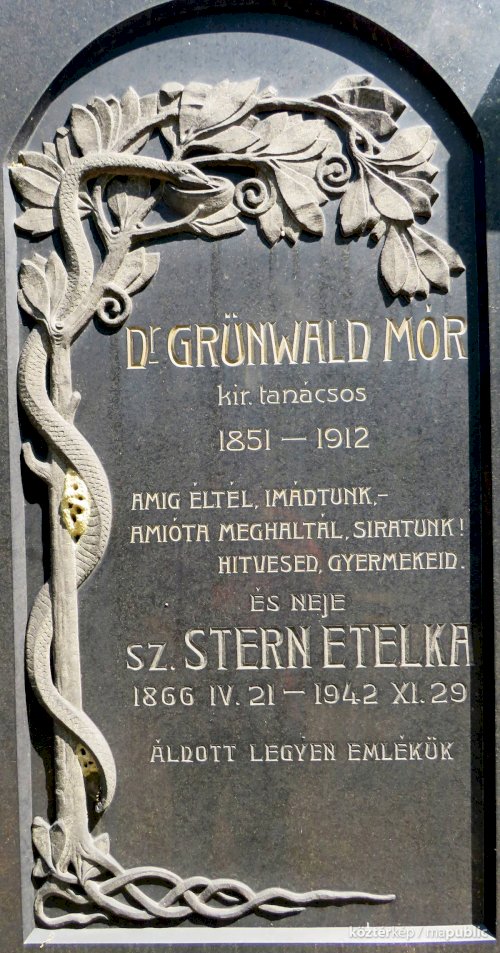 Dr. GRÜNWALD MÓR
kir. tanácsos
1851 — 1912
AMIG ÉLTÉL, IMÁDTUNK,-
AMIÓTA MEGHALTÁL, SIRATUNK!
HITVESED, GYERMEKEID.
ÉS NEJE
SZ. STERN ETELKA
1866 IV. 21 — 1942 XI. 29
ÁLDOTT LEGYEN EMLÉKÜK
köztérkép / mapublic